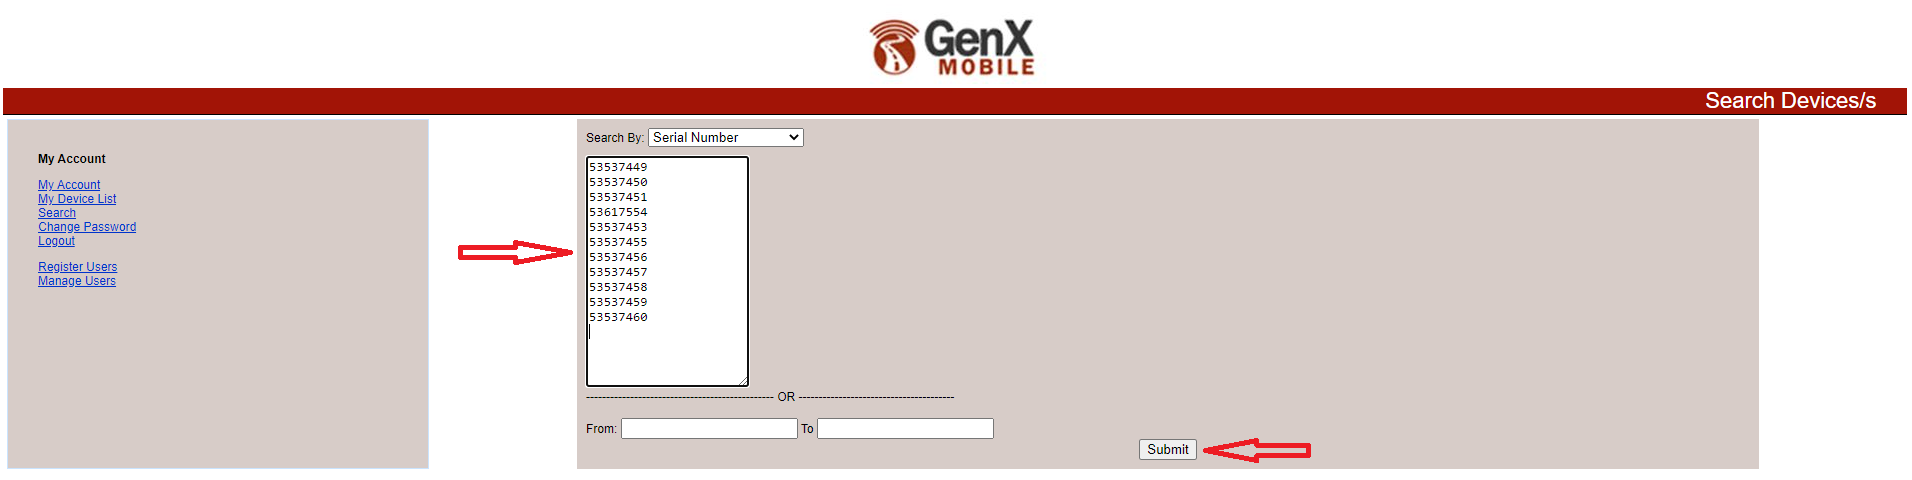 GenX
MOBILE
Search Devices/s
My Account
My Account
My Device List
Search
Change Password
Logout
Register Users
Manage Users
Search By: Serial Number
53537449
53537450
53537451
53617554
53537453
53537455
53537456
53537457
53537458
53537459
53537460
----------------------------------------------- OR ---------------------------------------
From: To
Submit